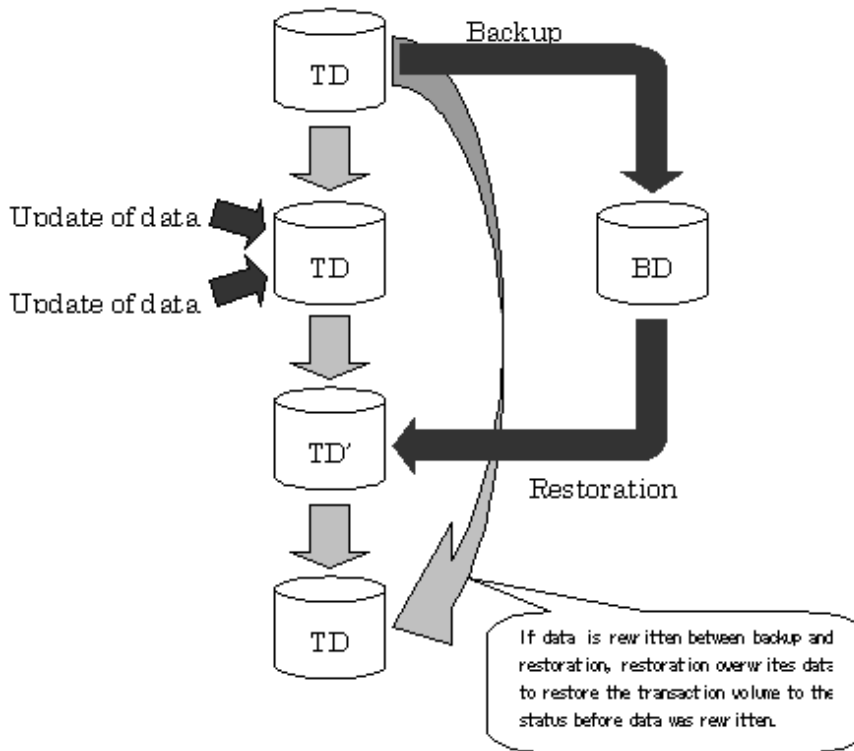 Backup
TD
Update of data
TD
BD
Update of data
TD'
Restoration
TD
If data is rewritten between backup and
restoration, restoration overwrites data
to restore the transaction volume to the
status before data was rewritten.